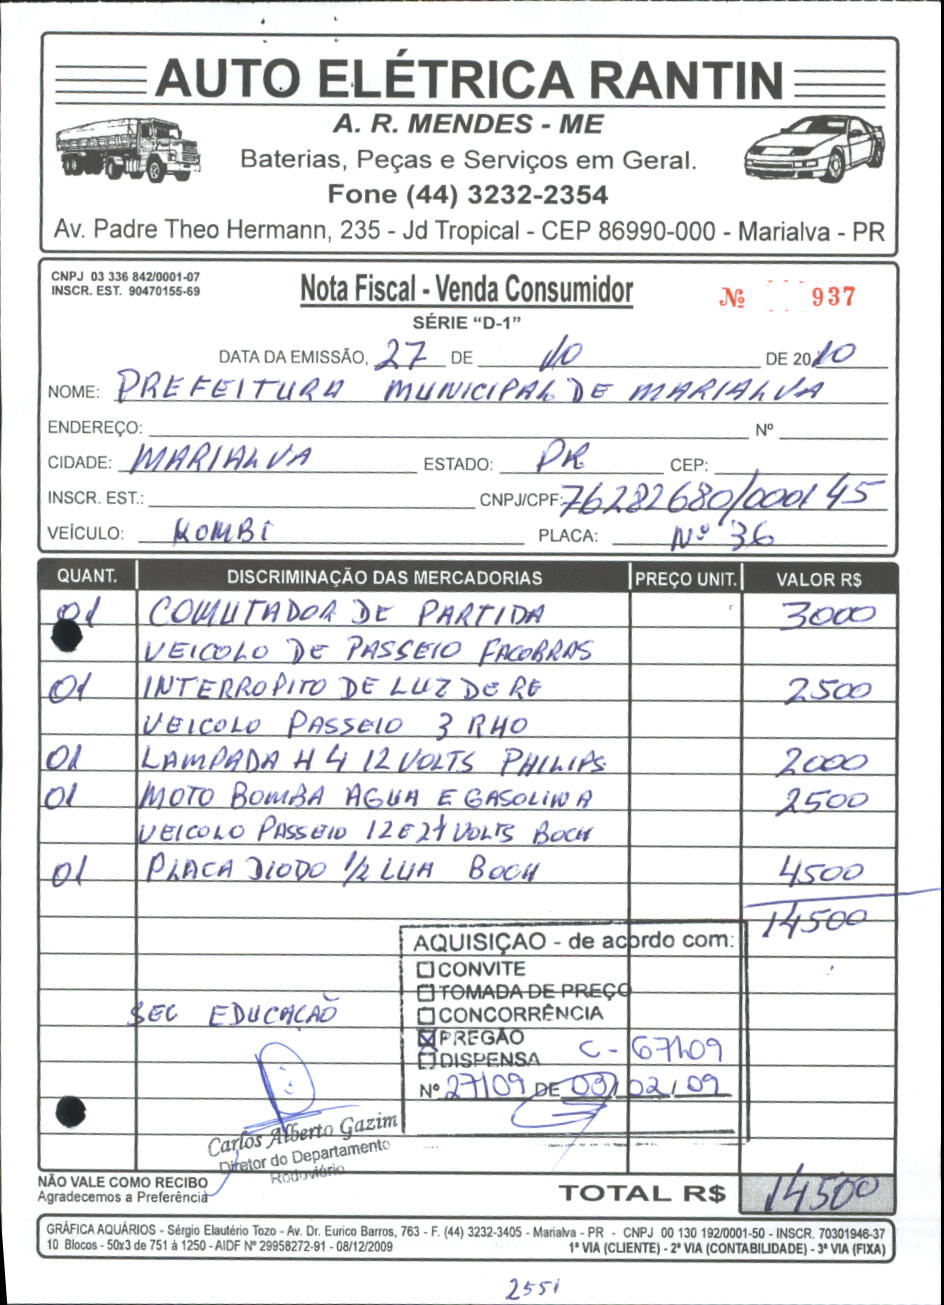 AUTO ELÉTRICA RANTIN
A. R. MENDES - ME
Baterias, Peças e Serviços em Geral.
Fone (44) 3232-2354
Av. Padre Theo Hermann, 235 - Jd Tropical - CEP 86990-000 - Marialva - PR
CNPJ 03 336 842/0001-07
INSCR. EST. 90470155-69
Nota Fiscal - Venda Consumidor
Nº 937
SÉRIE “D-1”
DATA DA EMISSÃO, 27 DE 10 DE 2010
NOME: PREFEITURA MUNICIPAL DE MARIALVA
ENDEREÇO: Nº
CIDADE: MARIALVA ESTADO: PR CEP:
INSCR. EST.: CNPJ/CPF: 76282680/0001 45
VEÍCULO: KOMBI PLACA: Nº 36
QUANT. DISCRIMINAÇÃO DAS MERCADORIAS PREÇO UNIT. VALOR R$
01 COMUTADOR DE PARTIDA 3000
VEICOLO DE PASSEIO FACOBRAS
01 INTERROPITO DE LUZ DE RE 2500
VEICOLO PASSEIO 3 RHO
01 LAMPADA H 4 12 VOLTS PHILIPS 2000
01 MOTO BOMBA AGUA E GASOLINA 2500
VEICOLO PASSEIO 12 E 24 VOLTS BOCH
01 PLACA DIODO 1/2 LUA BOCH 4500
14500
AQUISIÇAO - de acordo com:
CONVITE
TOMADA DE PREÇO
CONCORRÊNCIA
PREGÃO
DISPENSA C - 67/09
Nº 27/09 DE 03/02/09
SEC EDUCAÇÃO
Carlos Alberto Gazim
Diretor do Departamento
Rodoviário
NÃO VALE COMO RECIBO
Agradecemos a Preferência
TOTAL R$ 14500
GRÁFICA AQUÁRIOS - Sérgio Elautério Tozo - Av. Dr. Eurico Barros, 763 - F. (44) 3232-3405 - Marialva - PR - CNPJ 00 130 192/0001-50 - INSCR. 70301946-37
10 Blocos - 50x3 de 751 à 1250 - AIDF Nº 29958272-91 - 08/12/2009 1ª VIA (CLIENTE) - 2ª VIA (CONTABILIDADE) - 3ª VIA (FIXA)
2551